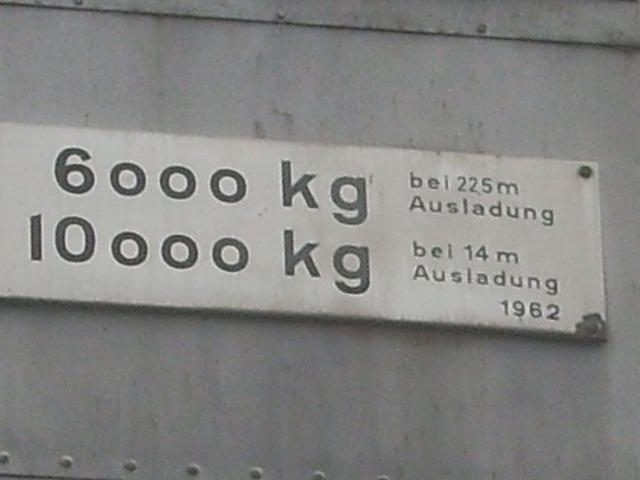 6000 kg bei 225m
Ausladung
10000 kg bei 14 m
Ausladung
1962